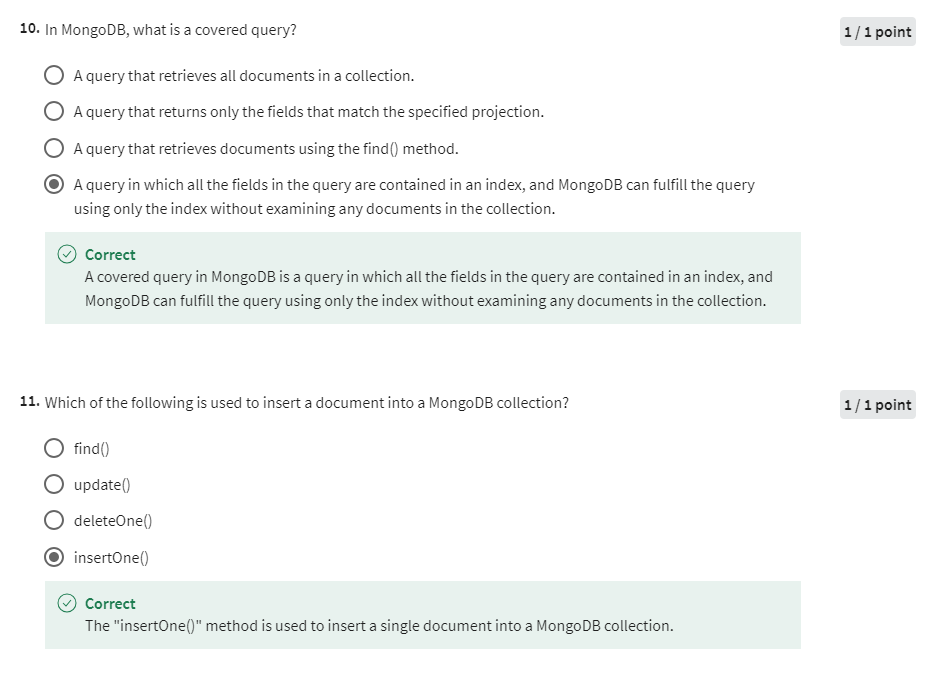 10. In MongoDB, what is a covered query?
1 / 1 point
A query that retrieves all documents in a collection.
A query that returns only the fields that match the specified projection.
A query that retrieves documents using the find() method.
A query in which all the fields in the query are contained in an index, and MongoDB can fulfill the query
using only the index without examining any documents in the collection.
Correct
A covered query in MongoDB is a query in which all the fields in the query are contained in an index, and
MongoDB can fulfill the query using only the index without examining any documents in the collection.
11. Which of the following is used to insert a document into a MongoDB collection?
1 / 1 point
find()
update()
deleteOne()
insertOne()
Correct
The "insertOne()" method is used to insert a single document into a MongoDB collection.